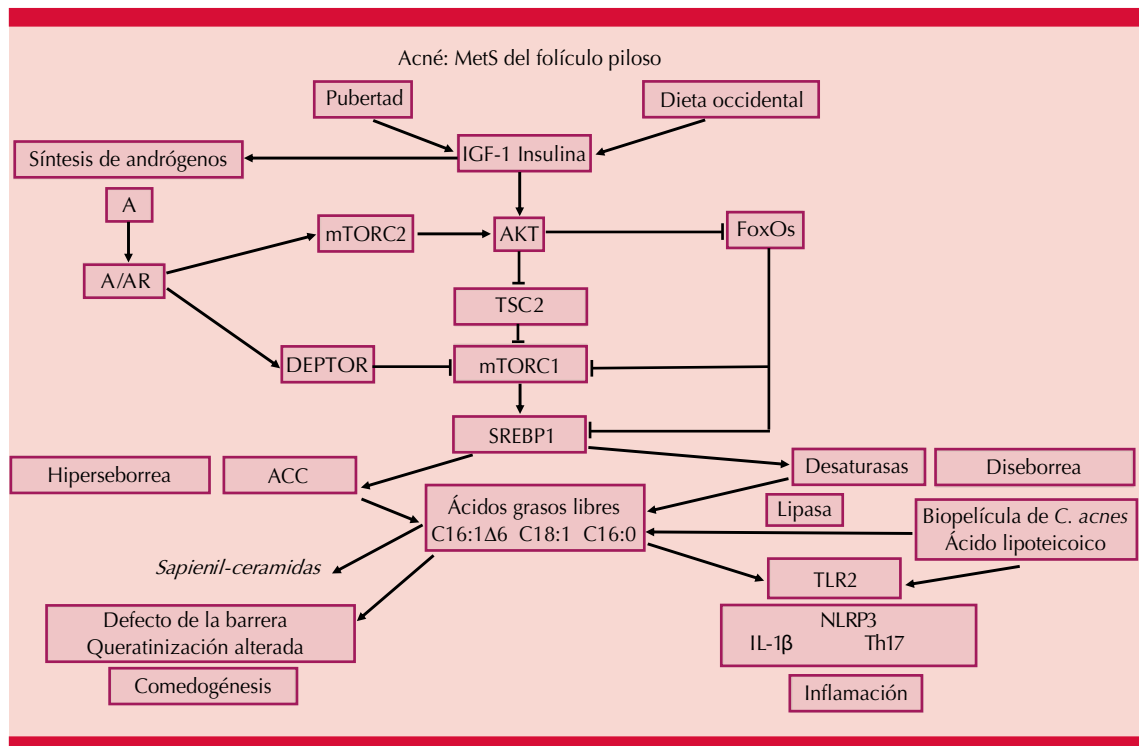 Acné: MetS del folículo piloso
Pubertad
Dieta occidental
Síntesis de andrógenos
IGF-1 Insulina
A
mTORC2
AKT
FoxOs
A/AR
TSC2
DEPTOR
mTORC1
SREBP1
Hiperseborrea
ACC
Desaturasas
Diseborrea
Ácidos grasos libres
C16:1Δ6 C18:1 C16:0
Lipasa
Biopelícula de C. acnes
Ácido lipoteicoico
Sapienil-ceramidas
TLR2
Defecto de la barrera
Queratinización alterada
NLRP3
IL-1β Th17
Comedogénesis
Inflamación